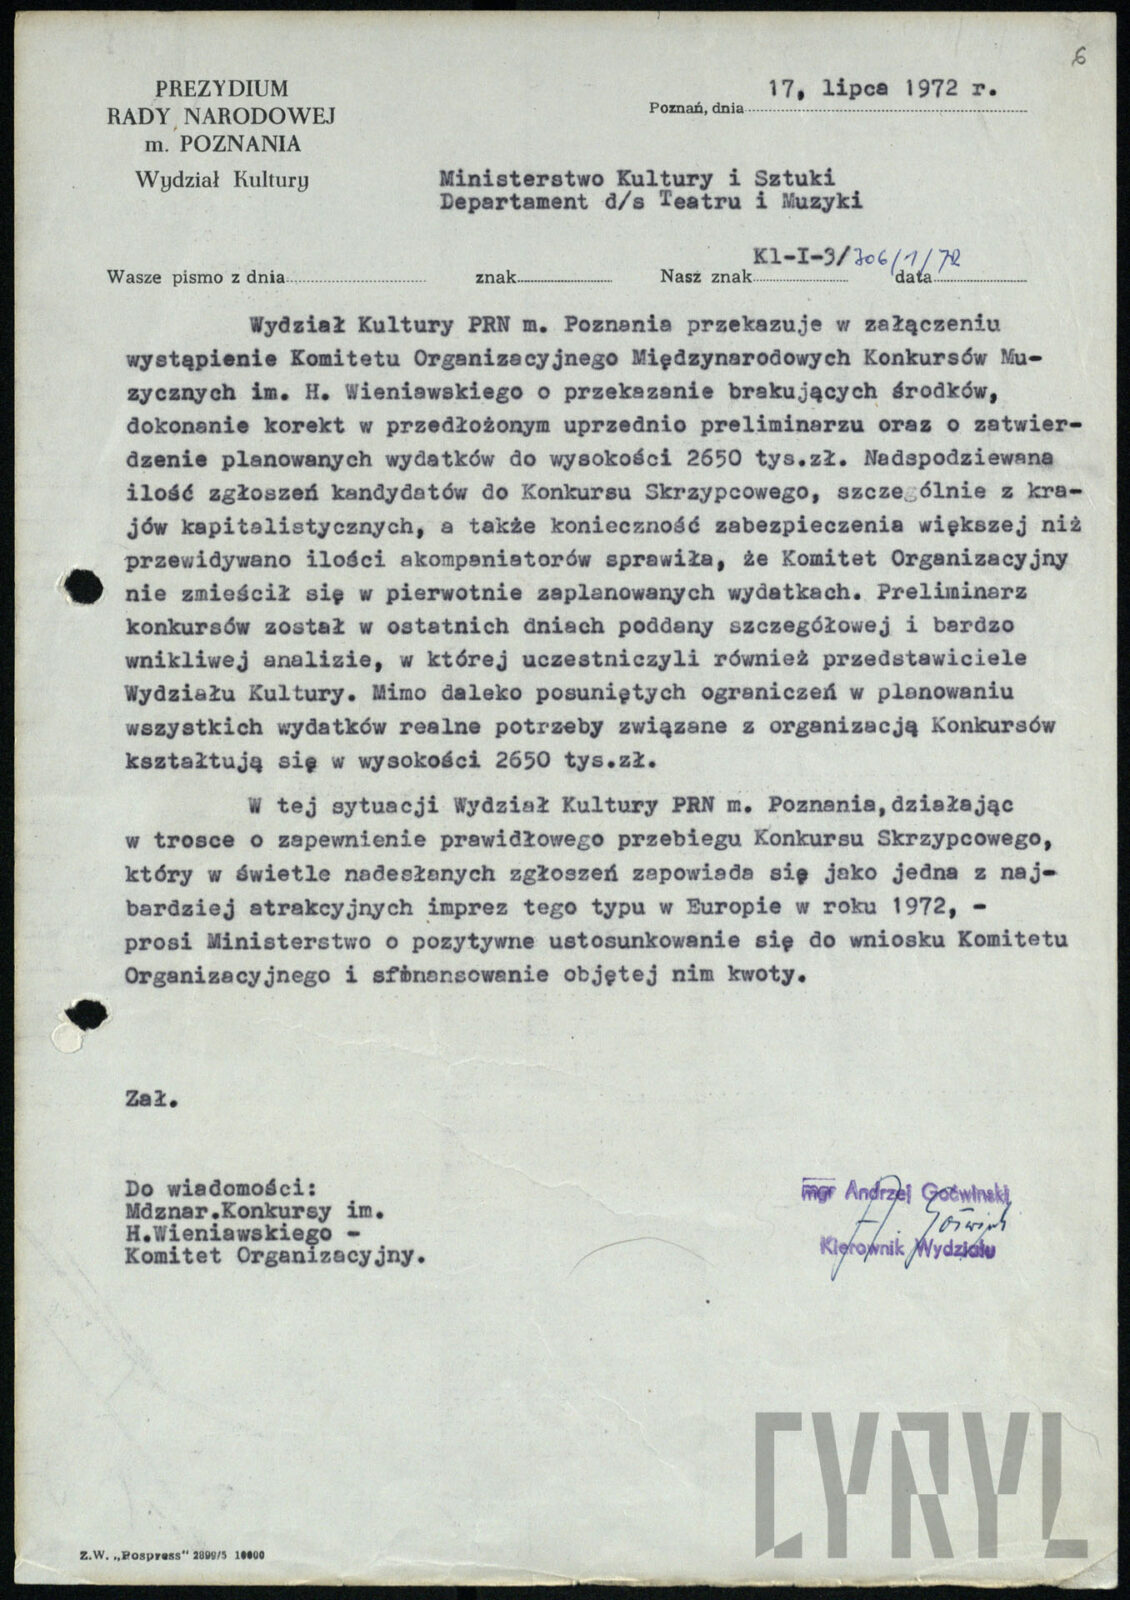 6
PREZYDIUM
RADY NARODOWEJ
m. POZNANIA
Wydział Kultury
Poznań, dnia 17, lipca 1972 r.
Ministerstwo Kultury i Sztuki
Departament d/s Teatru i Muzyki
Wasze pismo z dnia znak Nasz znak Kl-I-3/306/1/72 data
Wydział Kultury PRN m. Poznania przekazuje w załączeniu
wystąpienie Komitetu Organizacyjnego Międzynarodowych Konkursów Mu-
zycznych im. H. Wieniawskiego o przekazanie brakujących środków,
dokonanie korekt w przedłożonym uprzednio preliminarzu oraz o zatwier-
dzenie planowanych wydatków do wysokości 2650 tys.zł. Nadspodziewana
ilość zgłoszeń kandydatów do Konkursu Skrzypcowego, szczególnie z kra-
jów kapitalistycznych, a także konieczność zabezpieczenia większej niż
przewidywano ilości akompaniatorów sprawiła, że Komitet Organizacyjny
nie zmieścił się w pierwotnie zaplanowanych wydatkach. Preliminarz
konkursów został w ostatnich dniach poddany szczegółowej i bardzo
wnikliwej analizie, w której uczestniczyli również przedstawiciele
Wydziału Kultury. Mimo daleko posuniętych ograniczeń w planowaniu
wszystkich wydatków realne potrzeby związane z organizacją Konkursów
kształtują się w wysokości 2650 tys.zł.
W tej sytuacji Wydział Kultury PRN m. Poznania, działając
w trosce o zapewnienie prawidłowego przebiegu Konkursu Skrzypcowego,
który w świetle nadesłanych zgłoszeń zapowiada się jako jedna z naj-
bardziej atrakcyjnych imprez tego typu w Europie w roku 1972, -
prosi Ministerstwo o pozytywne ustosunkowanie się do wniosku Komitetu
Organizacyjnego i sfinansowanie objętej nim kwoty.
Zał.
Do wiadomości:
Mdznar.Konkursy im.
H.Wieniawskiego -
Komitet Organizacyjny.
mgr Andrzej Goćwinski
Kierownik Wydziału
CYRYL
Z.W. „Pospress" 2899/5 10000